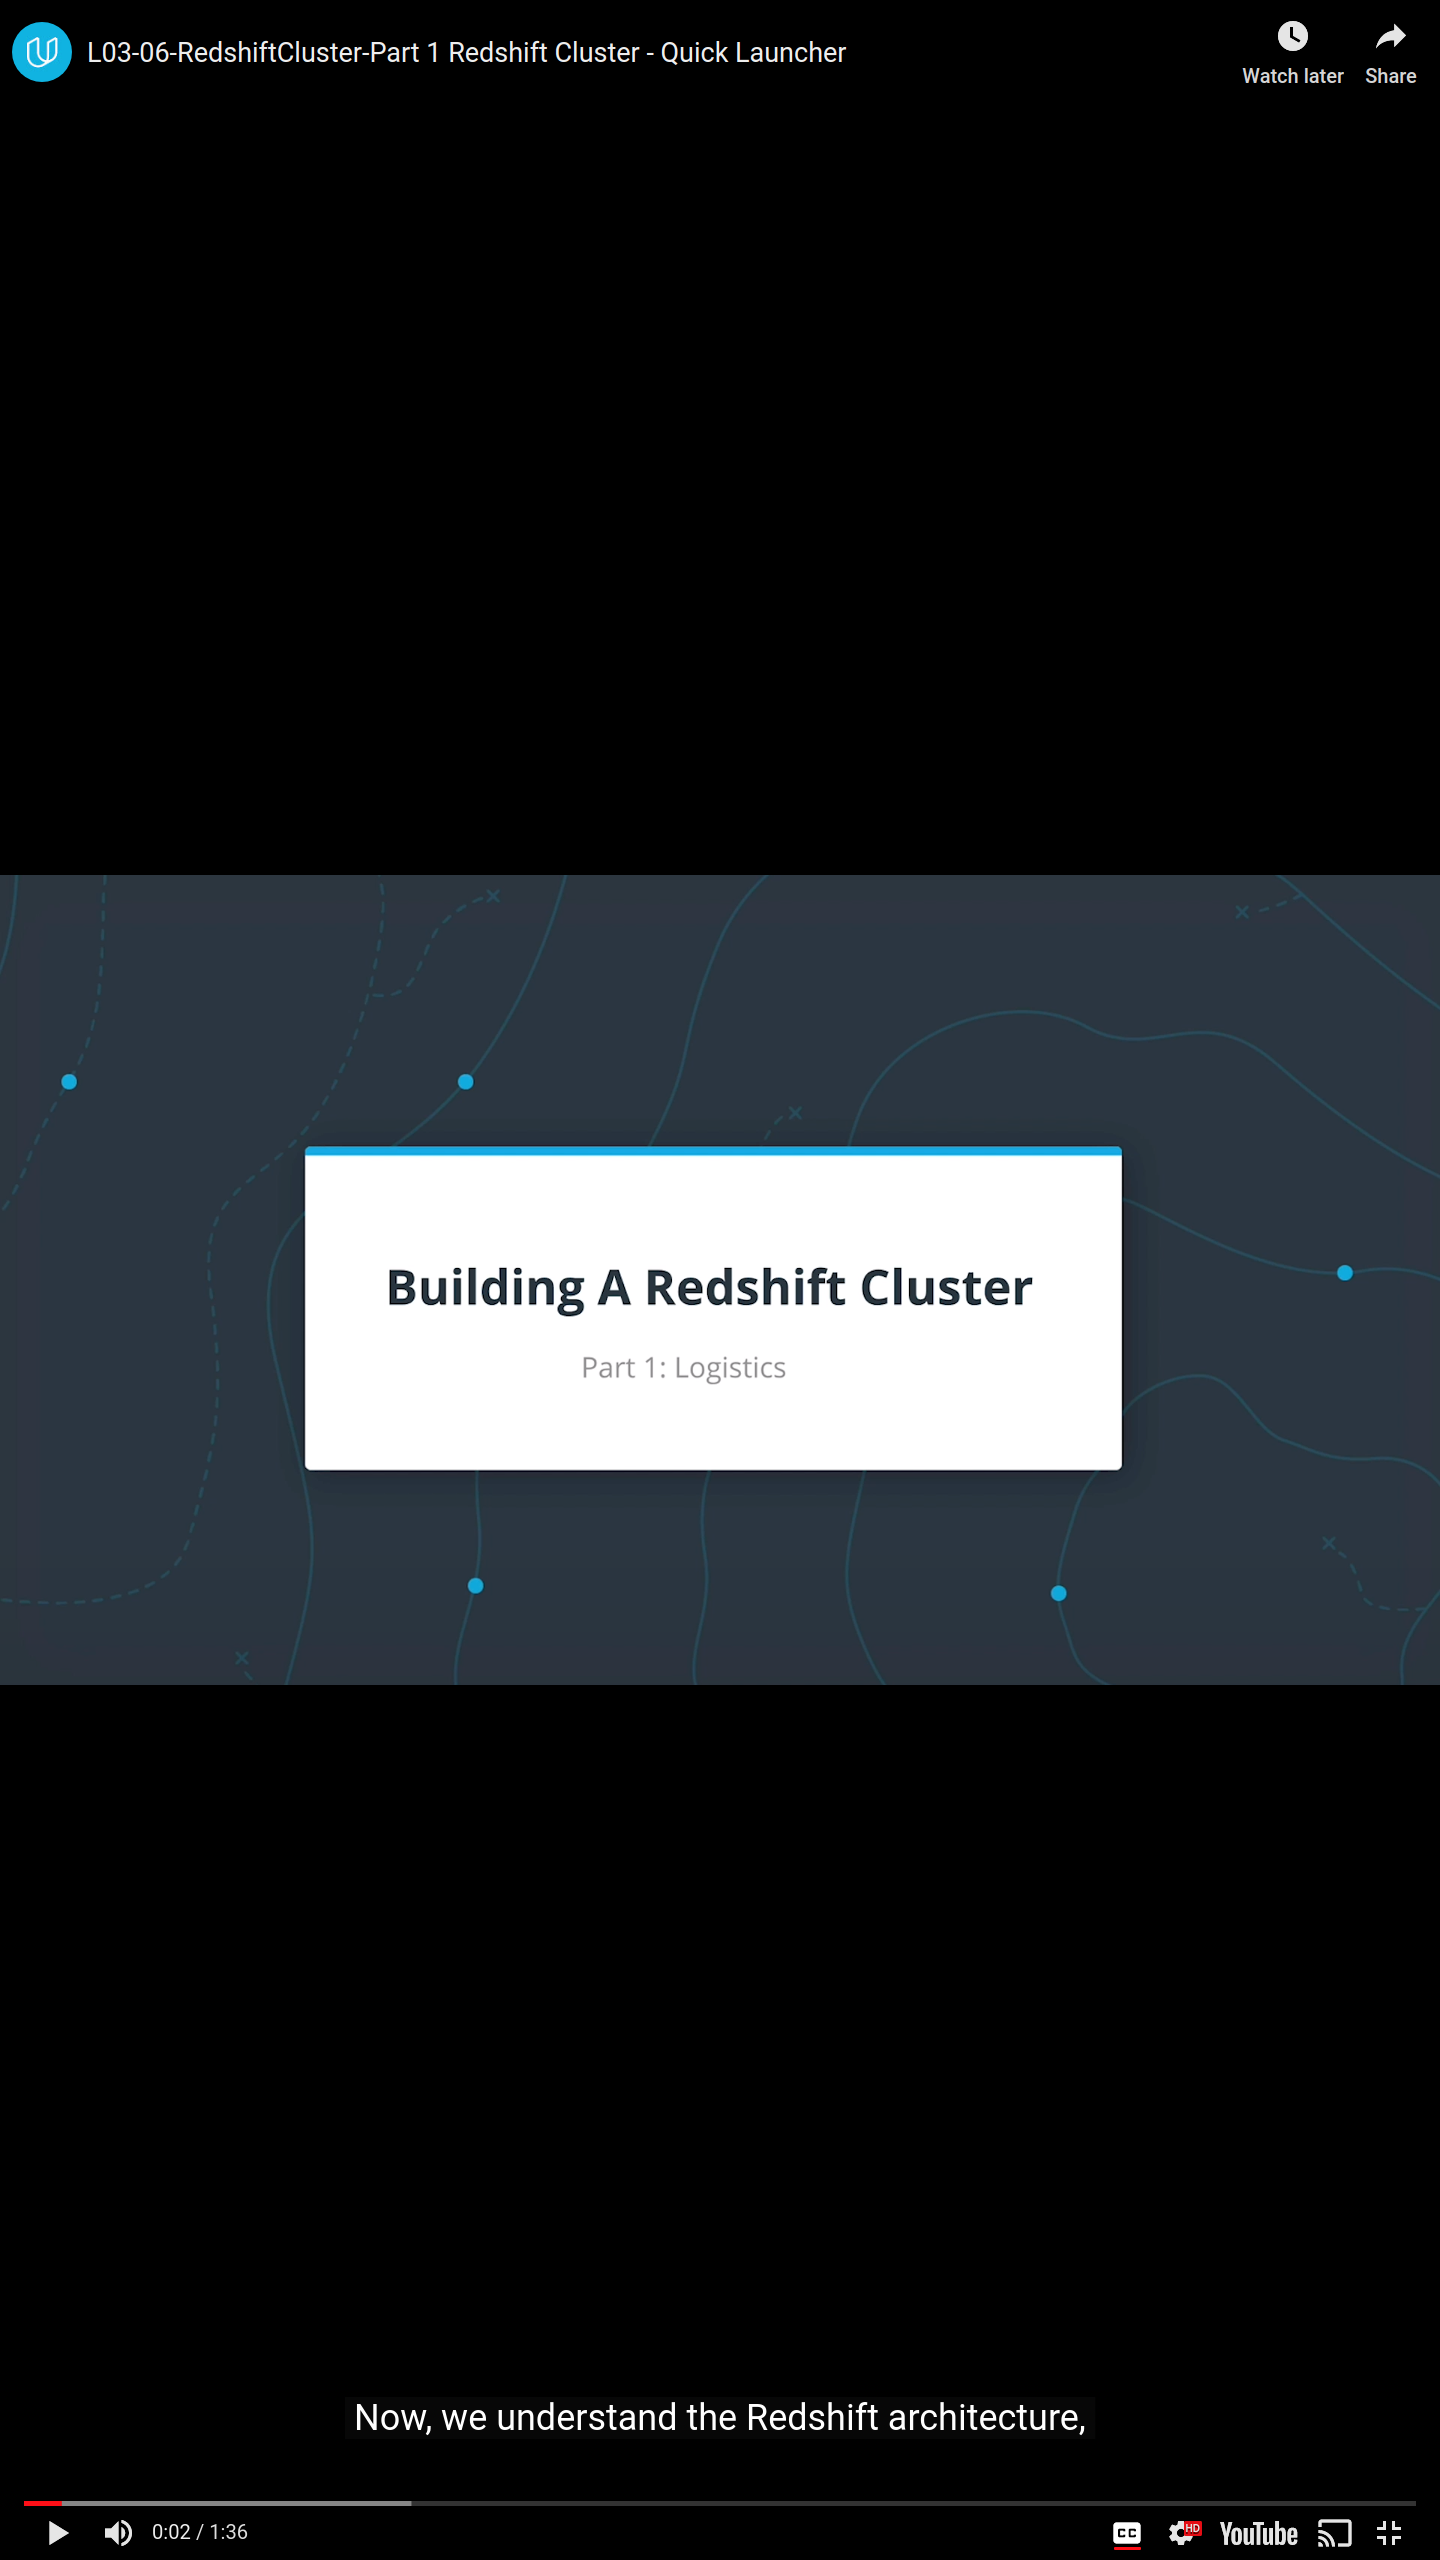 L03-06-RedshiftCluster-Part 1 Redshift Cluster - Quick Launcher
Watch later
Share
Building A Redshift Cluster
Part 1: Logistics
Now, we understand the Redshift architecture,
0:02 / 1:36
CC
HD
YouTube